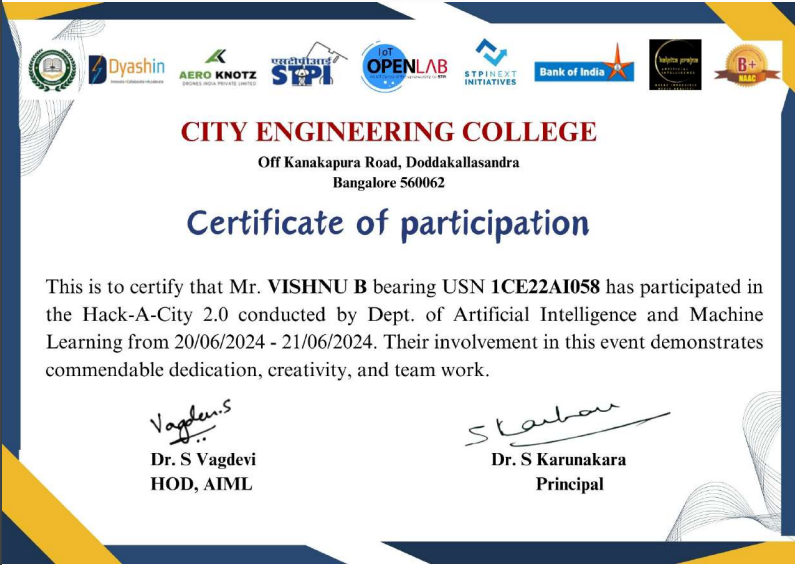 Dyashin
AERO KNOTZ
DRONES INDIA PRIVATE LIMITED
एसटीपीआई
STPI
IoT
OPENLAB
STPINEXT
INITIATIVES
Bank of India
kalpita prajna
B+
NAAC
CITY ENGINEERING COLLEGE
Off Kanakapura Road, Doddakallasandra
Bangalore 560062
Certificate of participation
This is to certify that Mr. VISHNU B bearing USN 1CE22AI058 has participated in
the Hack-A-City 2.0 conducted by Dept. of Artificial Intelligence and Machine
Learning from 20/06/2024 - 21/06/2024. Their involvement in this event demonstrates
commendable dedication, creativity, and team work.
Vagdevi.S
Dr. S Vagdevi
HOD, AIML
Dr. S Karunakara
Principal